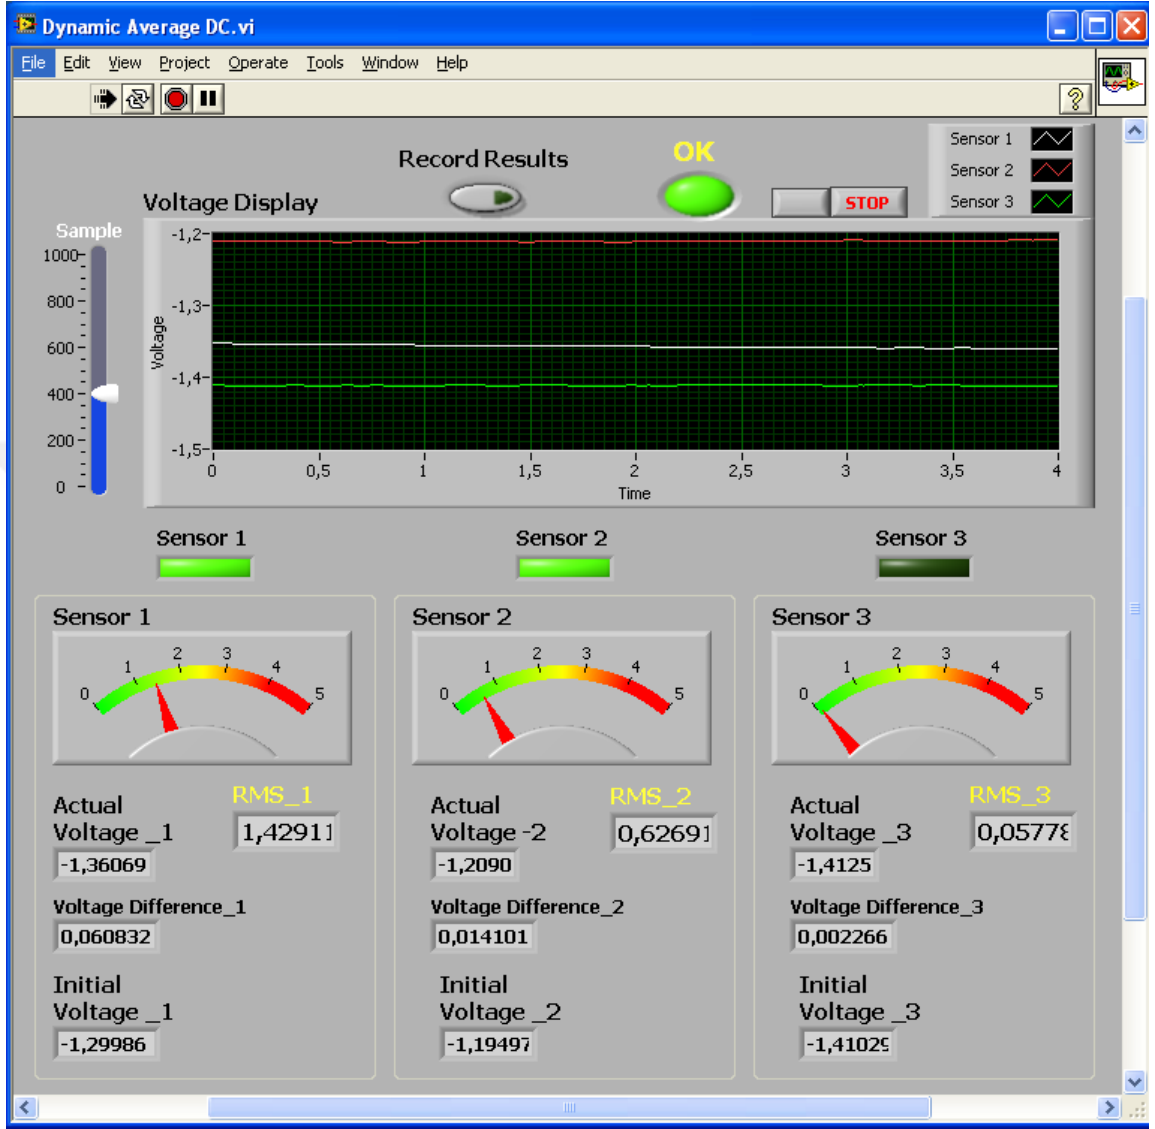 Dynamic Average DC.vi
File Edit View Project Operate Tools Window Help
Record Results
OK
STOP
Sensor 1
Sensor 2
Sensor 3
Voltage Display
Sample
1000
800
600
400
200
0
-1,2
-1,3
-1,4
-1,5
Voltage
0 0,5 1 1,5 2 2,5 3 3,5 4
Time
Sensor 1 Sensor 2 Sensor 3
Sensor 1
0 1 2 3 4 5
Actual
Voltage _1
-1,36069
RMS_1
1,42911
Voltage Difference_1
0,060832
Initial
Voltage _1
-1,29986
Sensor 2
0 1 2 3 4 5
Actual
Voltage -2
-1,2090
RMS_2
0,62691
Voltage Difference_2
0,014101
Initial
Voltage _2
-1,19497
Sensor 3
0 1 2 3 4 5
Actual
Voltage _3
-1,4125
RMS_3
0,05778
Voltage Difference_3
0,002266
Initial
Voltage _3
-1,41029